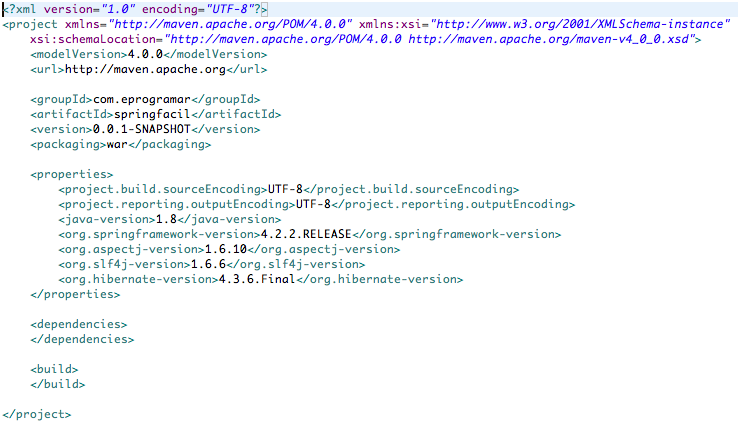 <?xml version="1.0" encoding="UTF-8"?>
<project xmlns="http://maven.apache.org/POM/4.0.0" xmlns:xsi="http://www.w3.org/2001/XMLSchema-instance"
    xsi:schemaLocation="http://maven.apache.org/POM/4.0.0 http://maven.apache.org/maven-v4_0_0.xsd">
    <modelVersion>4.0.0</modelVersion>
    <url>http://maven.apache.org</url>

    <groupId>com.eprogramar</groupId>
    <artifactId>springfacil</artifactId>
    <version>0.0.1-SNAPSHOT</version>
    <packaging>war</packaging>

    <properties>
        <project.build.sourceEncoding>UTF-8</project.build.sourceEncoding>
        <project.reporting.outputEncoding>UTF-8</project.reporting.outputEncoding>
        <java-version>1.8</java-version>
        <org.springframework-version>4.2.2.RELEASE</org.springframework-version>
        <org.aspectj-version>1.6.10</org.aspectj-version>
        <org.slf4j-version>1.6.6</org.slf4j-version>
        <org.hibernate-version>4.3.6.Final</org.hibernate-version>
    </properties>

    <dependencies>
    </dependencies>

    <build>
    </build>

</project>